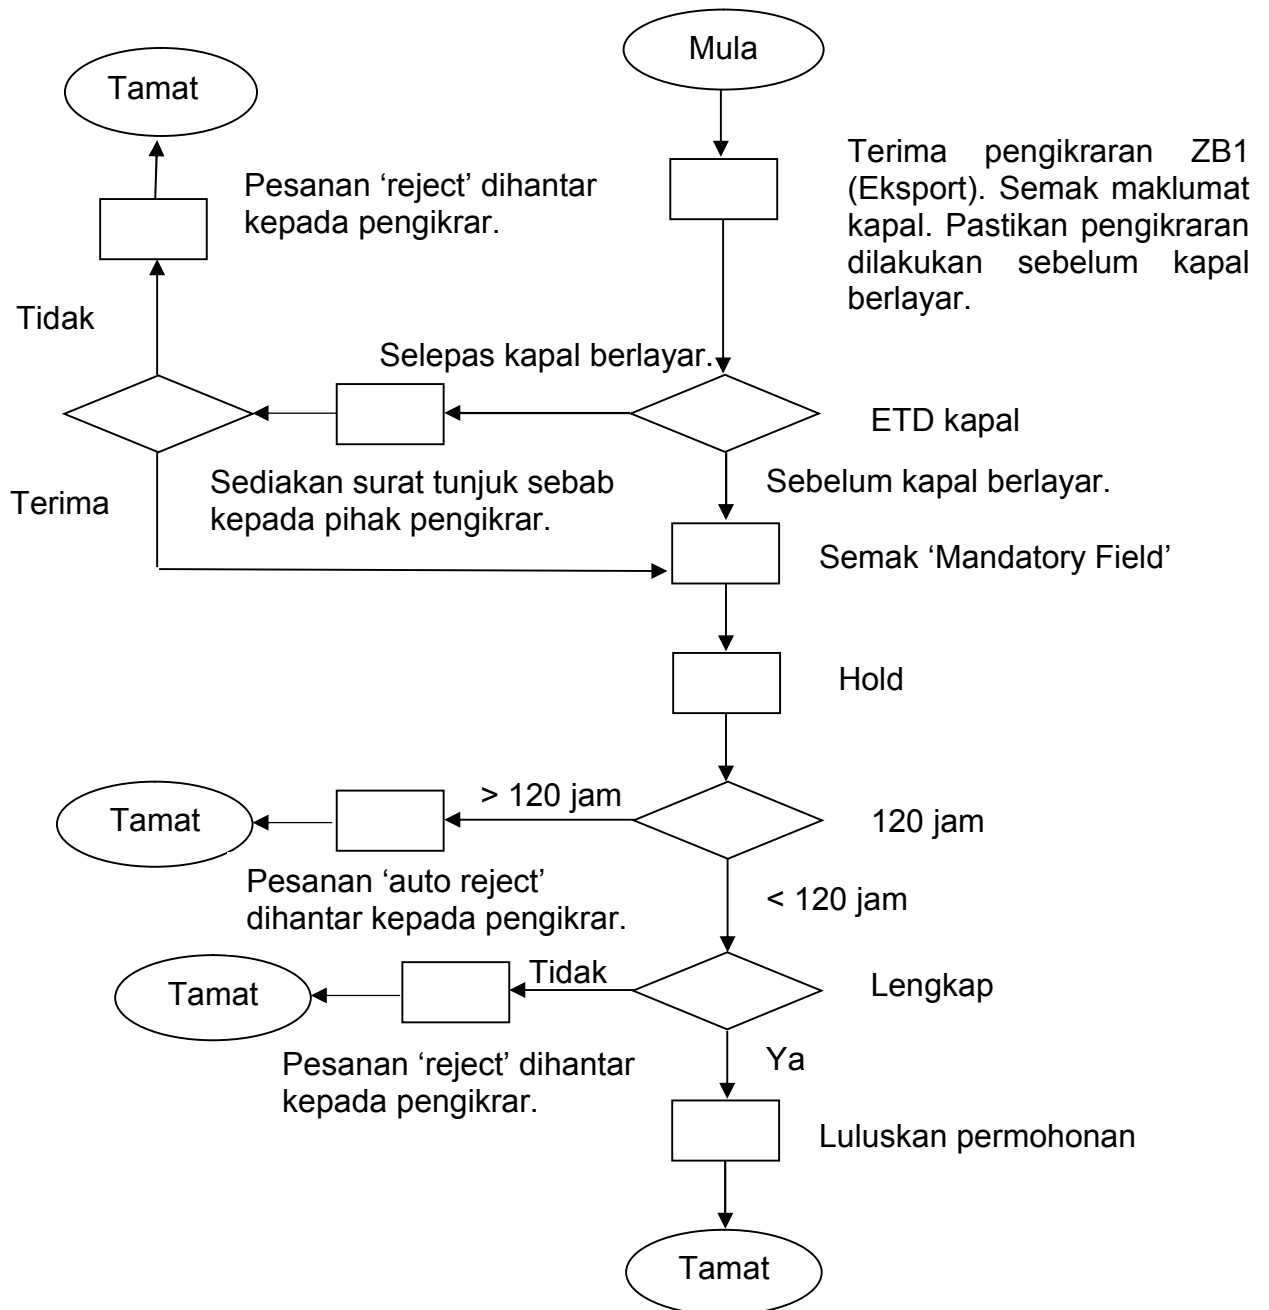 Mula
Tamat
Terima pengikraran ZB1
(Eksport). Semak maklumat
kapal. Pastikan pengikraran
dilakukan sebelum kapal
berlayar.
Pesanan ‘reject’ dihantar
kepada pengikrar.
Tidak
Selepas kapal berlayar.
ETD kapal
Terima
Sediakan surat tunjuk sebab
kepada pihak pengikrar.
Sebelum kapal berlayar.
Semak ‘Mandatory Field’
Hold
> 120 jam
Tamat
120 jam
Pesanan ‘auto reject’
dihantar kepada pengikrar.
< 120 jam
Tidak
Tamat
Lengkap
Pesanan ‘reject’ dihantar
kepada pengikrar.
Ya
Luluskan permohonan
Tamat